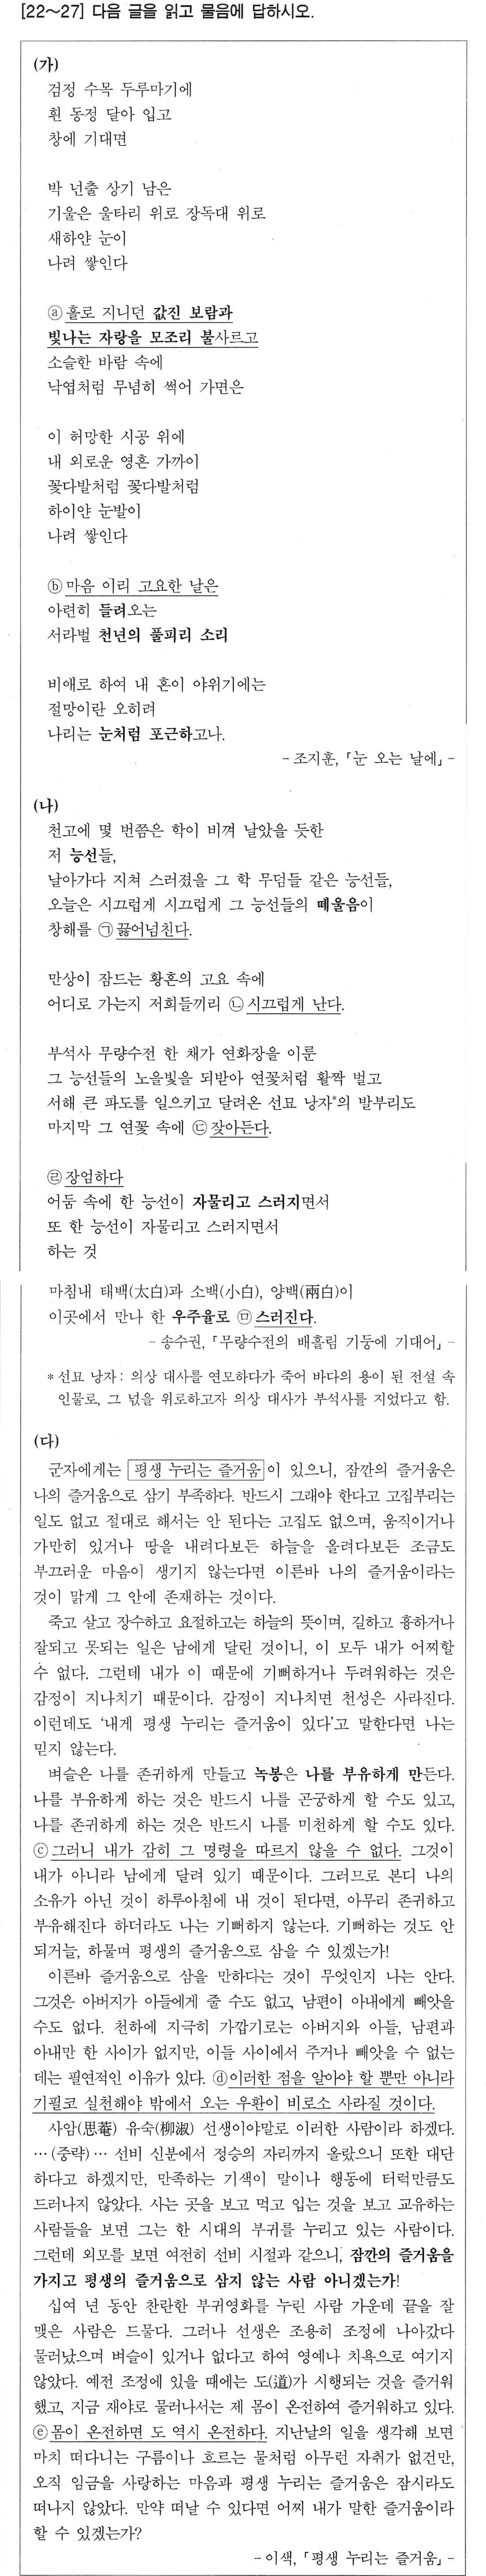 [22～27] 다음 글을 읽고 물음에 답하시오.
(가)
검정 수목 두루마기에
흰 동정 달아 입고
창에 기대면
박 넌출 상기 남은
기울은 울타리 위로 장독대 위로
새하얀 눈이
나려 쌓인다
ⓐ홀로 지니던 값진 보람과
빛나는 자랑을 모조리 불사르고
소슬한 바람 속에
낙엽처럼 무념히 썩어 가면은
이 허망한 시공 위에
내 외로운 영혼 가까이
꽃다발처럼 꽃다발처럼
하이얀 눈발이
나려 쌓인다
ⓑ마음 이리 고요한 날은
아련히 들려오는
서라벌 천년의 풀피리 소리
비애로 하여 내 혼이 야위기에는
절망이란 오히려
나리는 눈처럼 포근하고나.
- 조지훈, 「눈 오는 날에」 -
(나)
천고에 몇 번쯤은 학이 비껴 날았을 듯한
저 능선들,
날아가다 지쳐 스러졌을 그 학 무덤들 같은 능선들,
오늘은 시끄럽게 시끄럽게 그 능선들의 떼울음이
창해를 ㉠끓어넘친다.
만상이 잠드는 황혼의 고요 속에
어디로 가는지 저희들끼리 ㉡시끄럽게 난다.
부석사 무량수전 한 채가 연화장을 이룬
그 능선들의 노을빛을 되받아 연꽃처럼 활짝 벌고
서해 큰 파도를 일으키고 달려온 선묘 낭자*의 발부리도
마지막 그 연꽃 속에 ㉢잦아든다.
㉣장엄하다
어둠 속에 한 능선이 자물리고 스러지면서
또 한 능선이 자물리고 스러지면서
하는 것
마침내 태백(太白)과 소백(小白), 양백(兩白)이
이곳에서 만나 한 우주율로 ㉤스러진다.
- 송수권, 「무량수전의 배흘림 기둥에 기대어」 -
* 선묘 낭자 : 의상 대사를 연모하다가 죽어 바다의 용이 된 전설 속
인물로, 그 넋을 위로하고자 의상 대사가 부석사를 지었다고 함.
(다)
군자에게는 평생 누리는 즐거움이 있으니, 잠깐의 즐거움은
나의 즐거움으로 삼기 부족하다. 반드시 그래야 한다고 고집부리는
일도 없고 절대로 해서는 안 된다는 고집도 없으며, 움직이거나
가만히 있거나 땅을 내려다보든 하늘을 올려다보든 조금도
부끄러운 마음이 생기지 않는다면 이른바 나의 즐거움이라는
것이 맑게 그 안에 존재하는 것이다.
죽고 살고 장수하고 요절하고는 하늘의 뜻이며, 길하고 흉하거나
잘되고 못되는 일은 남에게 달린 것이니, 이 모두 내가 어찌할
수 없다. 그런데 내가 이 때문에 기뻐하거나 두려워하는 것은
감정이 지나치기 때문이다. 감정이 지나치면 천성은 사라진다.
이런데도 '내게 평생 누리는 즐거움이 있다'고 말한다면 나는
믿지 않는다.
벼슬은 나를 존귀하게 만들고 녹봉은 나를 부유하게 만든다.
나를 부유하게 하는 것은 반드시 나를 곤궁하게 할 수도 있고,
나를 존귀하게 하는 것은 반드시 나를 미천하게 할 수도 있다.
ⓒ그러니 내가 감히 그 명령을 따르지 않을 수 없다. 그것이
내가 아니라 남에게 달려 있기 때문이다. 그러므로 본디 나의
소유가 아닌 것이 하루아침에 내 것이 된다면, 아무리 존귀하고
부유해진다 하더라도 나는 기뻐하지 않는다. 기뻐하는 것도 안
되거늘, 하물며 평생의 즐거움으로 삼을 수 있겠는가!
이른바 즐거움으로 삼을 만하다는 것이 무엇인지 나는 안다.
그것은 아버지가 아들에게 줄 수도 없고, 남편이 아내에게 빼앗을
수도 없다. 천하에 지극히 가깝기로는 아버지와 아들, 남편과
아내만 한 사이가 없지만, 이들 사이에서 주거나 빼앗을 수 없는
데는 필연적인 이유가 있다. ⓓ이러한 점을 알아야 할 뿐만 아니라
기필코 실천해야 밖에서 오는 우환이 비로소 사라질 것이다.
사암(思菴) 유숙(柳淑) 선생이야말로 이러한 사람이라 하겠다.
…(중략)… 선비 신분에서 정승의 자리까지 올랐으니 또한 대단
하다고 하겠지만, 만족하는 기색이 말이나 행동에 터럭만큼도
드러나지 않았다. 사는 곳을 보고 먹고 입는 것을 보고 교유하는
사람들을 보면 그는 한 시대의 부귀를 누리고 있는 사람이다.
그런데 외모를 보면 여전히 선비 시절과 같으니, 잠깐의 즐거움을
가지고 평생의 즐거움으로 삼지 않는 사람 아니겠는가!
십여 년 동안 찬란한 부귀영화를 누린 사람 가운데 끝을 잘
맺은 사람은 드물다. 그러나 선생은 조용히 조정에 나아갔다
물러났으며 벼슬이 있거나 없다고 하여 영예나 치욕으로 여기지
않았다. 예전 조정에 있을 때에는 도(道)가 시행되는 것을 즐거워
했고, 지금 재야로 물러나서는 제 몸이 온전하여 즐거워하고 있다.
ⓔ몸이 온전하면 도 역시 온전하다. 지난날의 일을 생각해 보면
마치 떠다니는 구름이나 흐르는 물처럼 아무런 자취가 없건만,
오직 임금을 사랑하는 마음과 평생 누리는 즐거움은 잠시라도
떠나지 않았다. 만약 떠날 수 있다면 어찌 내가 말한 즐거움이라
할 수 있겠는가?
- 이색, 「평생 누리는 즐거움」 -